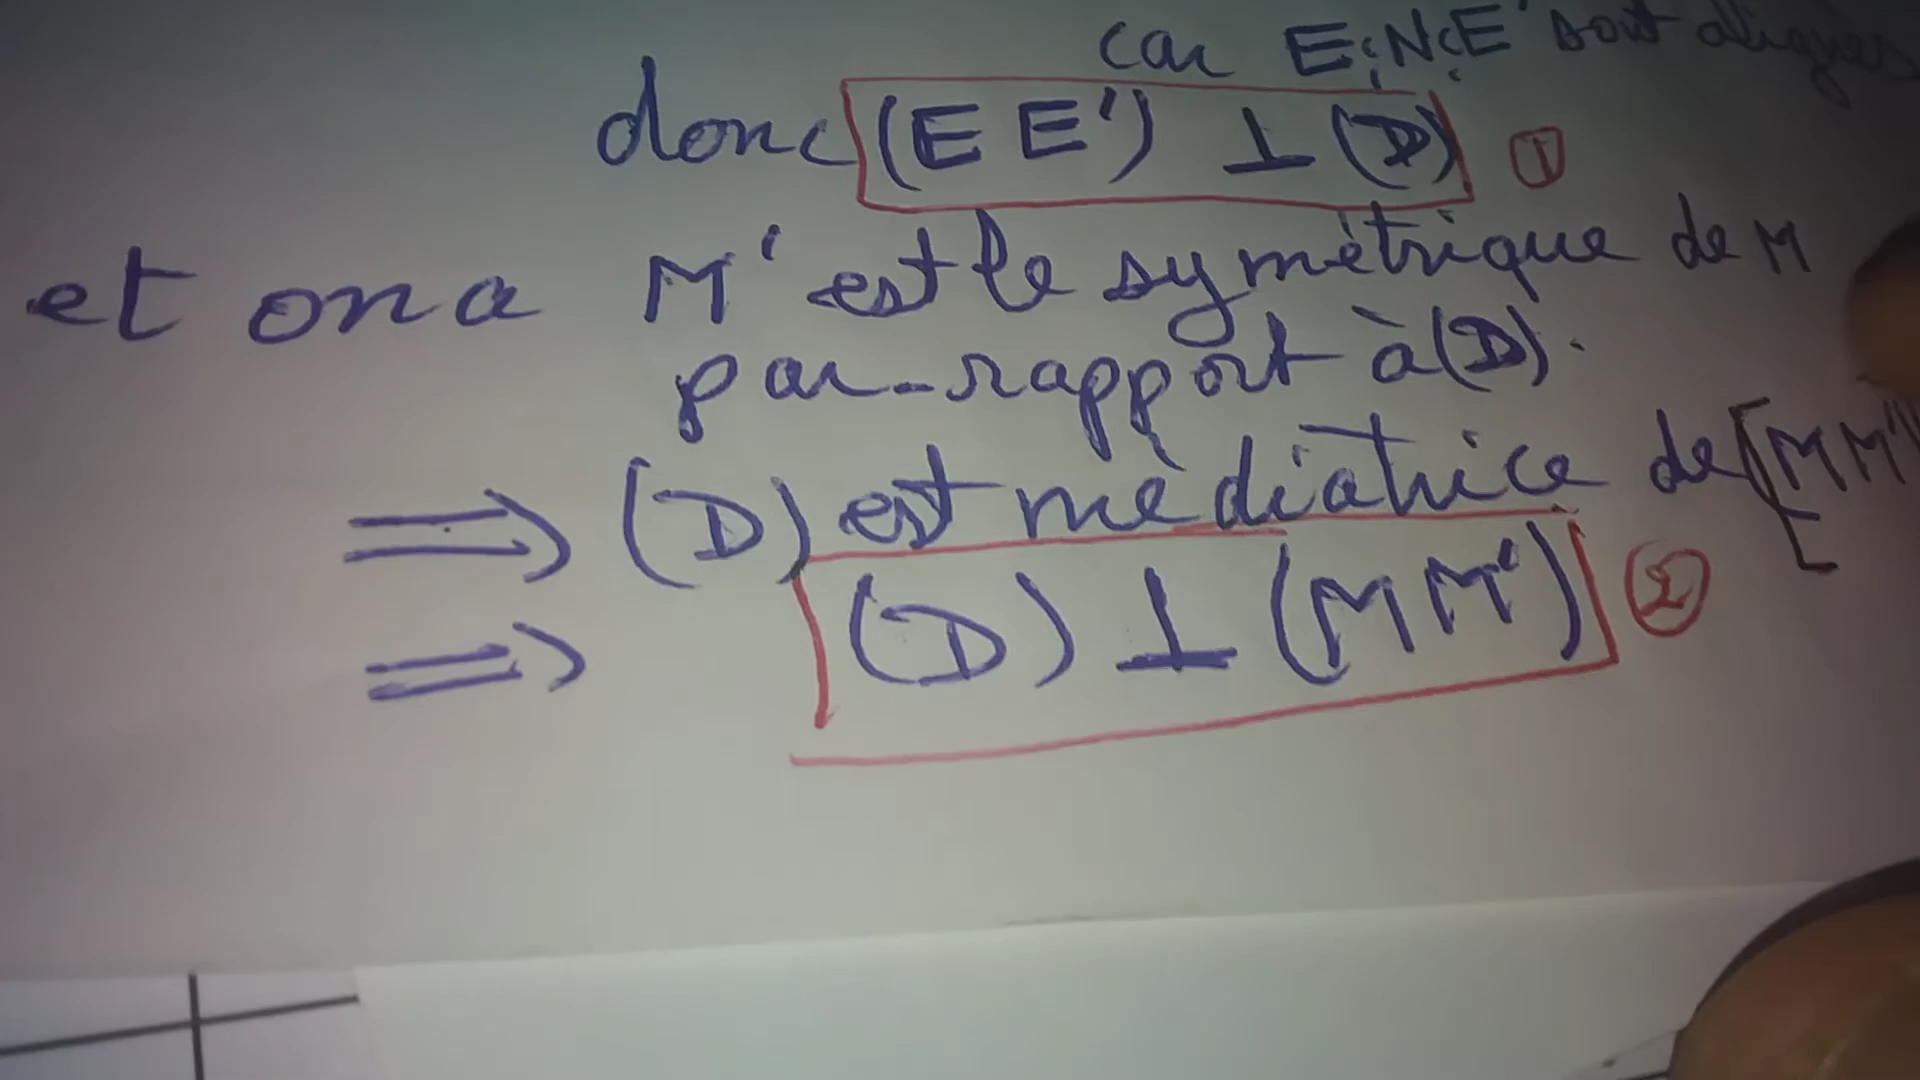 car E; N; E' sont alignés
donc (E E') ⊥ (D) ①
et on a M' est le symétrique de M
par-rapport à (D).
⇒ (D) est médiatrice de [MM'
⇒ (D) ⊥ (MM') ②